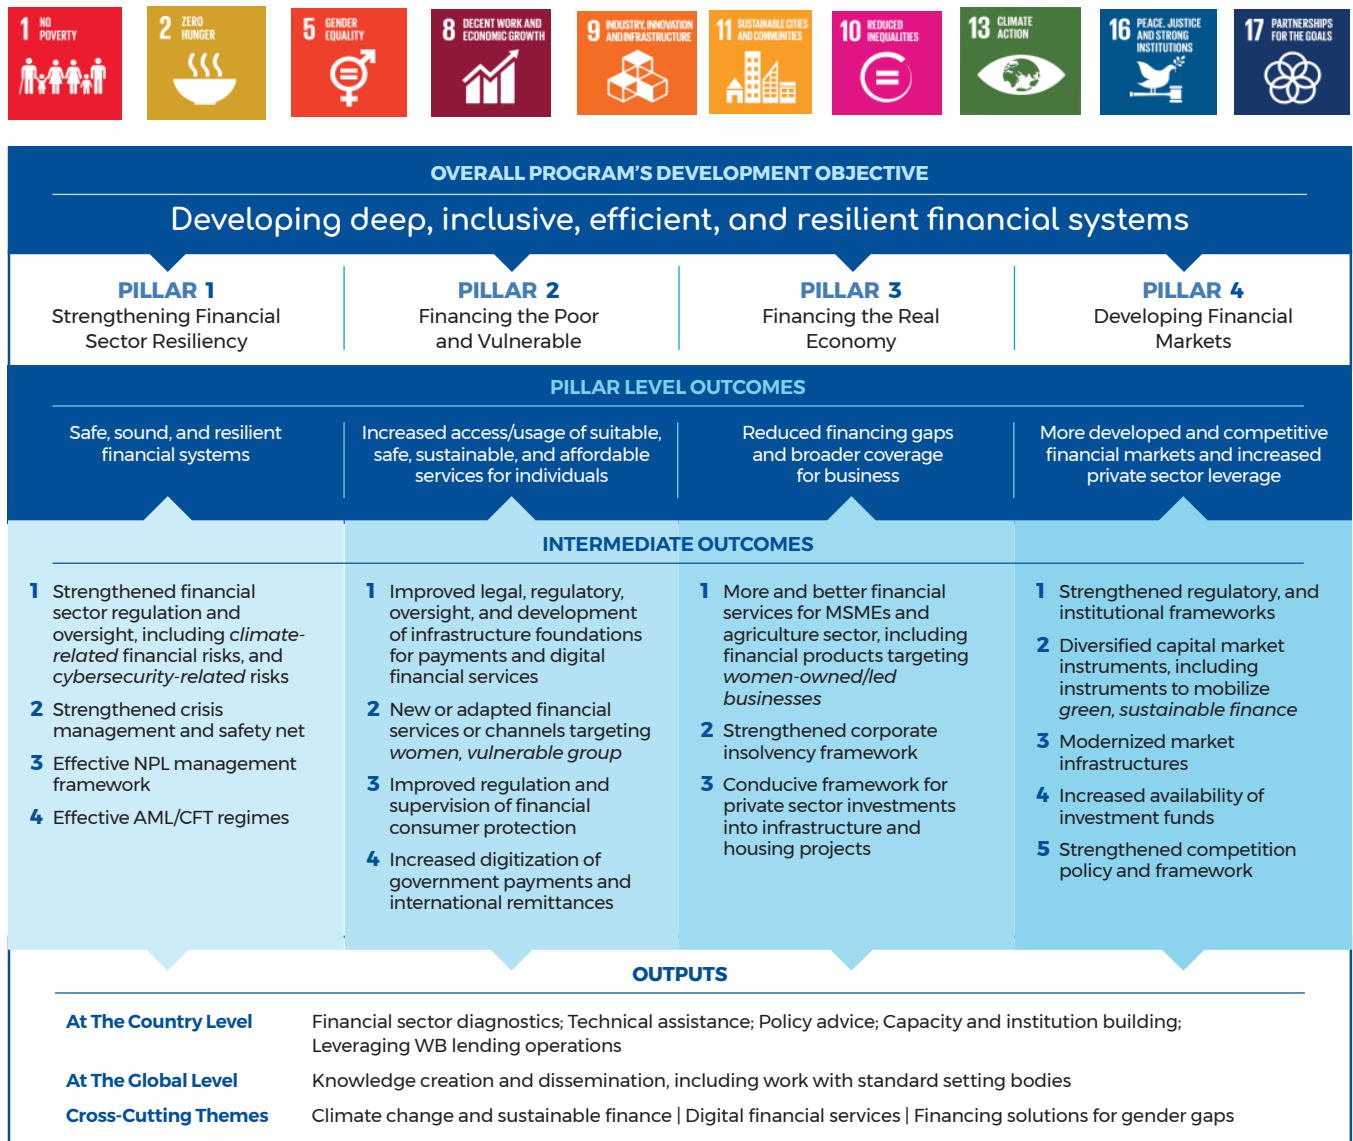 1 NO POVERTY
2 ZERO HUNGER
5 GENDER EQUALITY
8 DECENT WORK AND ECONOMIC GROWTH
9 INDUSTRY, INNOVATION AND INFRASTRUCTURE
11 SUSTAINABLE CITIES AND COMMUNITIES
10 REDUCED INEQUALITIES
13 CLIMATE ACTION
16 PEACE, JUSTICE AND STRONG INSTITUTIONS
17 PARTNERSHIPS FOR THE GOALS
OVERALL PROGRAM'S DEVELOPMENT OBJECTIVE
Developing deep, inclusive, efficient, and resilient financial systems
PILLAR 1
Strengthening Financial
Sector Resiliency
PILLAR 2
Financing the Poor
and Vulnerable
PILLAR 3
Financing the Real
Economy
PILLAR 4
Developing Financial
Markets
PILLAR LEVEL OUTCOMES
Safe, sound, and resilient
financial systems
Increased access/usage of suitable,
safe, sustainable, and affordable
services for individuals
Reduced financing gaps
and broader coverage
for business
More developed and competitive
financial markets and increased
private sector leverage
INTERMEDIATE OUTCOMES
1 Strengthened financial
sector regulation and
oversight, including climate-
related financial risks, and
cybersecurity-related risks
2 Strengthened crisis
management and safety net
3 Effective NPL management
framework
4 Effective AML/CFT regimes
1 Improved legal, regulatory,
oversight, and development
of infrastructure foundations
for payments and digital
financial services
2 New or adapted financial
services or channels targeting
women, vulnerable group
3 Improved regulation and
supervision of financial
consumer protection
4 Increased digitization of
government payments and
international remittances
1 More and better financial
services for MSMEs and
agriculture sector, including
financial products targeting
women-owned/led
businesses
2 Strengthened corporate
insolvency framework
3 Conducive framework for
private sector investments
into infrastructure and
housing projects
1 Strengthened regulatory, and
institutional frameworks
2 Diversified capital market
instruments, including
instruments to mobilize
green, sustainable finance
3 Modernized market
infrastructures
4 Increased availability of
investment funds
5 Strengthened competition
policy and framework
OUTPUTS
At The Country Level Financial sector diagnostics; Technical assistance; Policy advice; Capacity and institution building;
Leveraging WB lending operations
At The Global Level Knowledge creation and dissemination, including work with standard setting bodies
Cross-Cutting Themes Climate change and sustainable finance | Digital financial services | Financing solutions for gender gaps